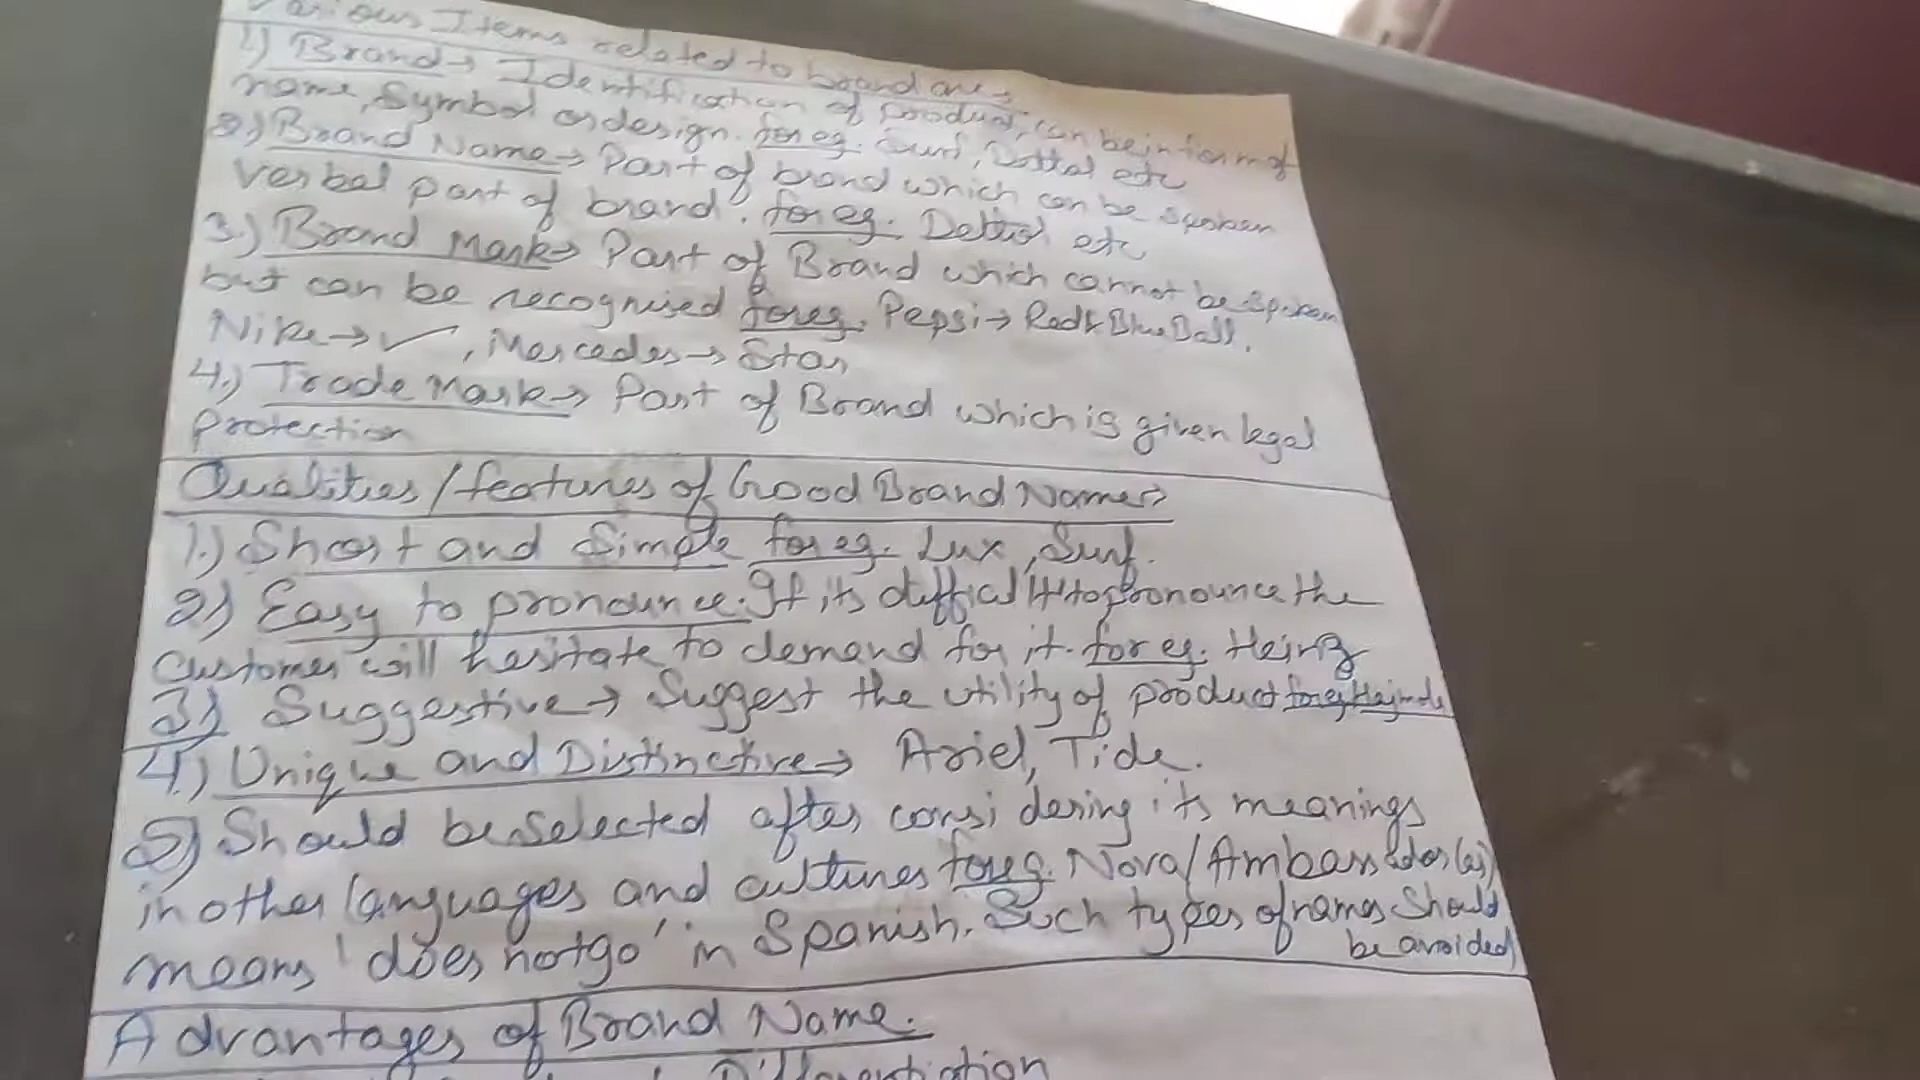 Various Items related to brand are→
1) Brand→ Identification of product, can be in form of
name, Symbol or design. for eg. Surf, Dettol etc
2) Brand Name→ Part of brand which can be spoken
verbal part of brand. for eg. Dettol etc
3.) Brand Mark→ Part of Brand which cannot be spoken
but can be recognised for eg. Pepsi→ Red & Blue Ball.
Nike→ ✓, Mercedes→ Star
4.) Trade Mark→ Part of Brand which is given legal
Protection
Qualities/features of Good Brand Name→
1.) Short and Simple for eg. Lux, Surf.
2) Easy to pronounce. If its difficult to pronounce the
Customer will hesitate to demand for it. for eg. Heinz
3) Suggestive→ Suggest the utility of product for eg
4.) Unique and Distinctive→ Ariel, Tide.
5) Should be Selected after considering its meanings
in other languages and cultures for eg. Nova/Ambassador
means 'does not go' in Spanish. Such types of names Should
be avoided
Advantages of Brand Name.
Differentiation